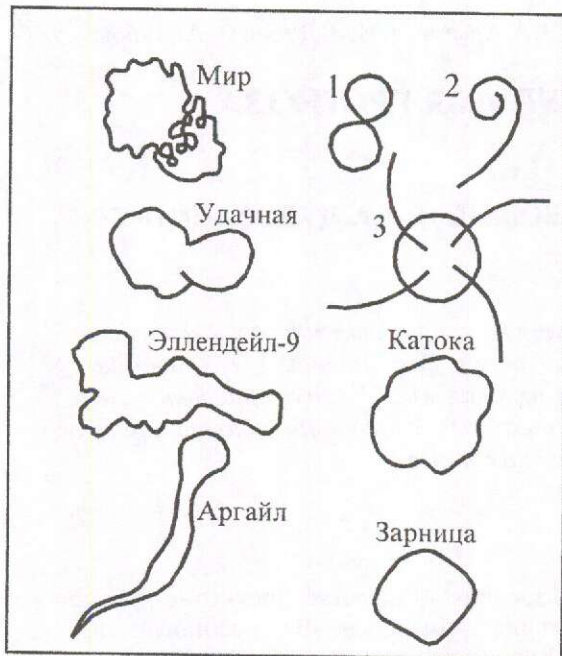 Мир
1
2
Удачная
3
Эллендейл-9
Катока
Аргайл
Зарница